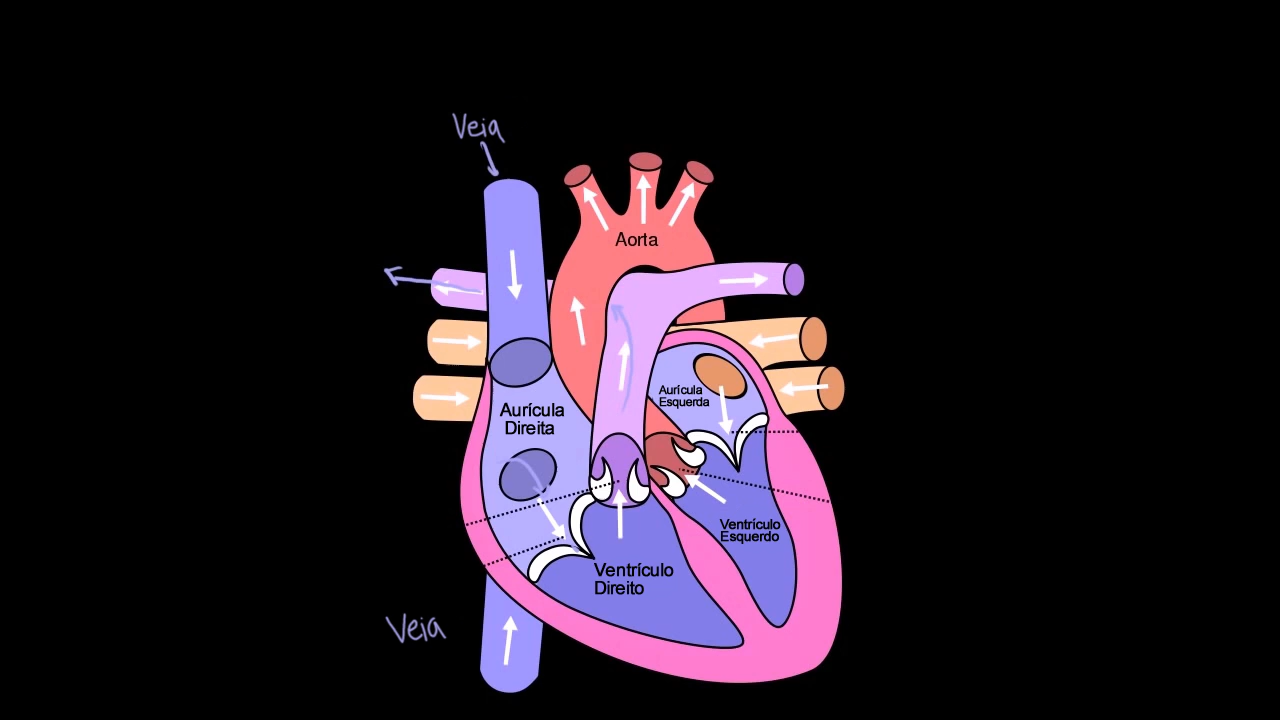 Veia
Aorta
Aurícula
Esquerda
Aurícula
Direita
Ventrículo
Esquerdo
Ventrículo
Direito
Veia